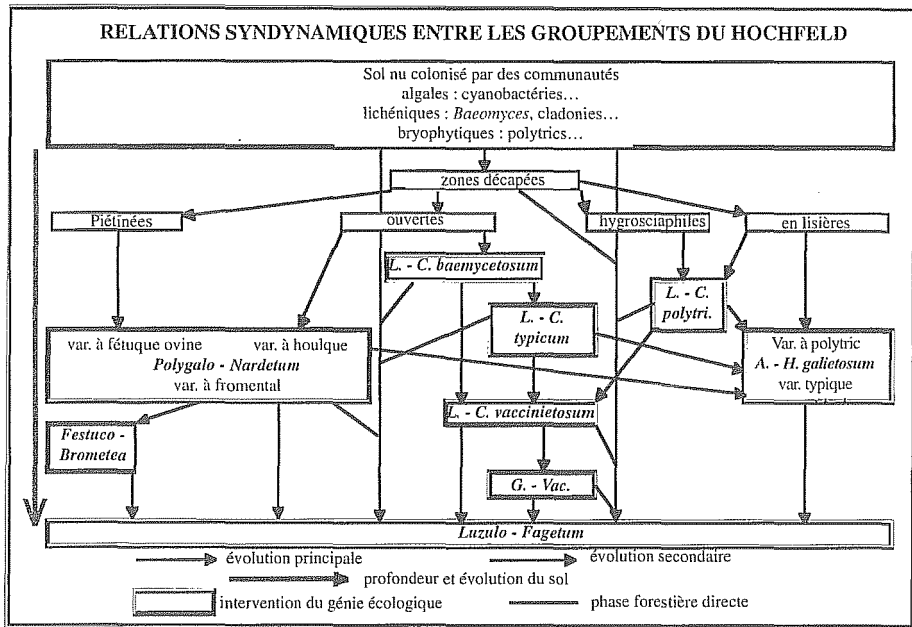 RELATIONS SYNDYNAMIQUES ENTRE LES GROUPEMENTS DU HOCHFELD
Sol nu colonisé par des communautés
algales : cyanobactéries...
lichéniques : Baeomyces, cladonies...
bryophytiques : polytrics...
zones décapées
Piétinées
ouvertes
hygrosciaphiles
en lisières
L. - C. baemycetosum
L. - C.
polytri.
L. - C.
typicum
var. à fétuque ovine var. à houlque
Polygalo - Nardetum
var. à fromental
Var. à polytric
A. - H. galietosum
var. typique
L. - C. vaccinietosum
Festuco -
Brometea
G. - Vac.
Luzulo - Fagetum
évolution principale
évolution secondaire
profondeur et évolution du sol
intervention du génie écologique
phase forestière directe